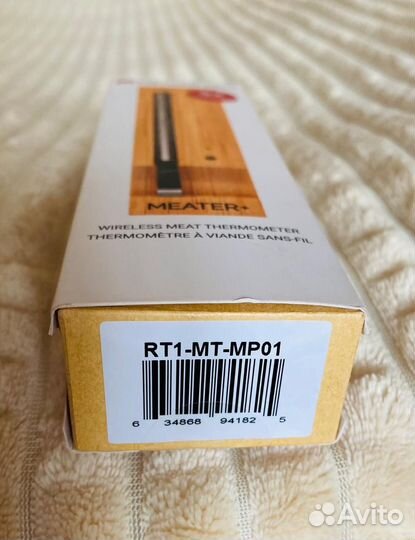 MEATER+
WIRELESS MEAT THERMOMETER
THERMOMÈTRE À VIANDE SANS-FIL
RT1-MT-MP01
6 34868 94182 5
Avito